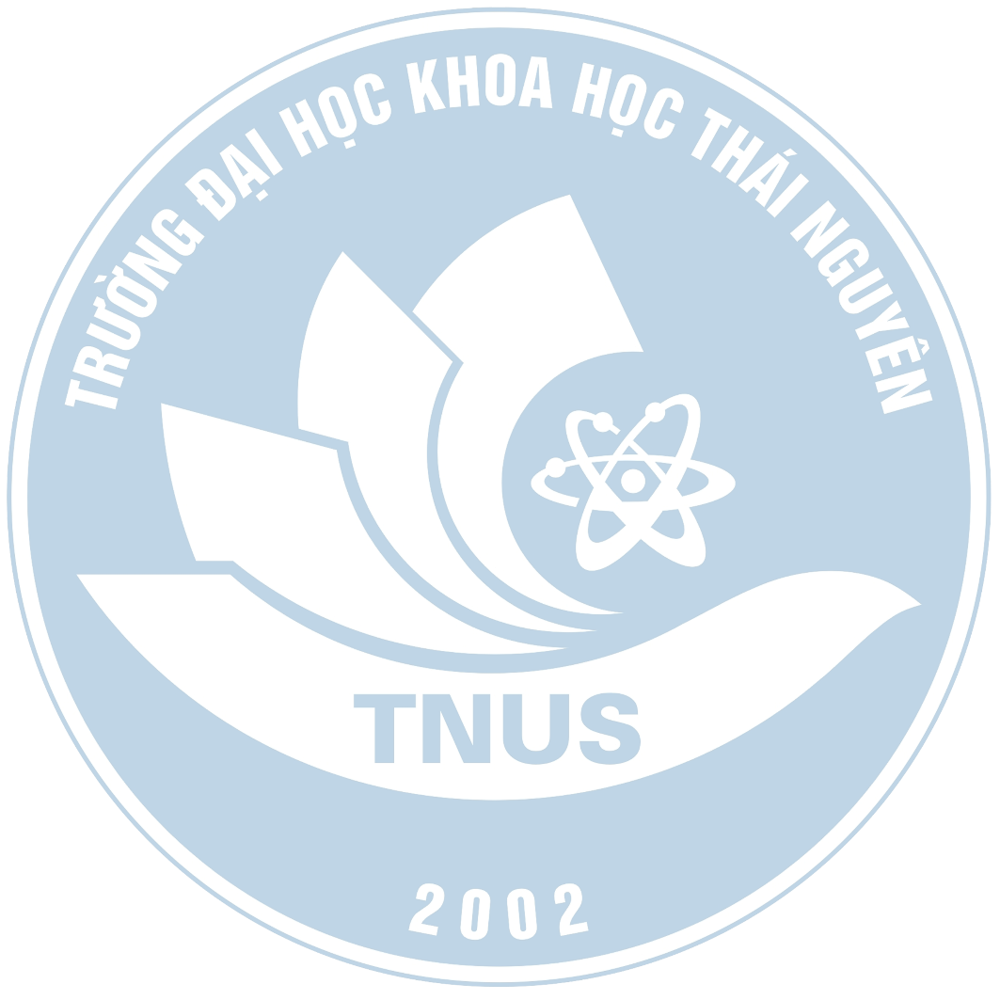 TRƯỜNG ĐẠI HỌC KHOA HỌC THÁI NGUYÊN
TNUS
2002